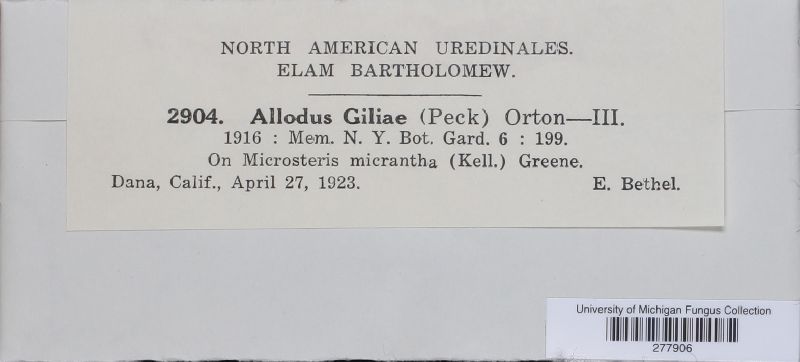 NORTH AMERICAN UREDINALES.
ELAM BARTHOLOMEW.
2904. Allodus Giliae (Peck) Orton—III.
1916 : Mem. N. Y. Bot. Gard. 6 : 199.
On Microsteris micrantha (Kell.) Greene.
Dana, Calif., April 27, 1923. E. Bethel.
University of Michigan Fungus Collection
277906